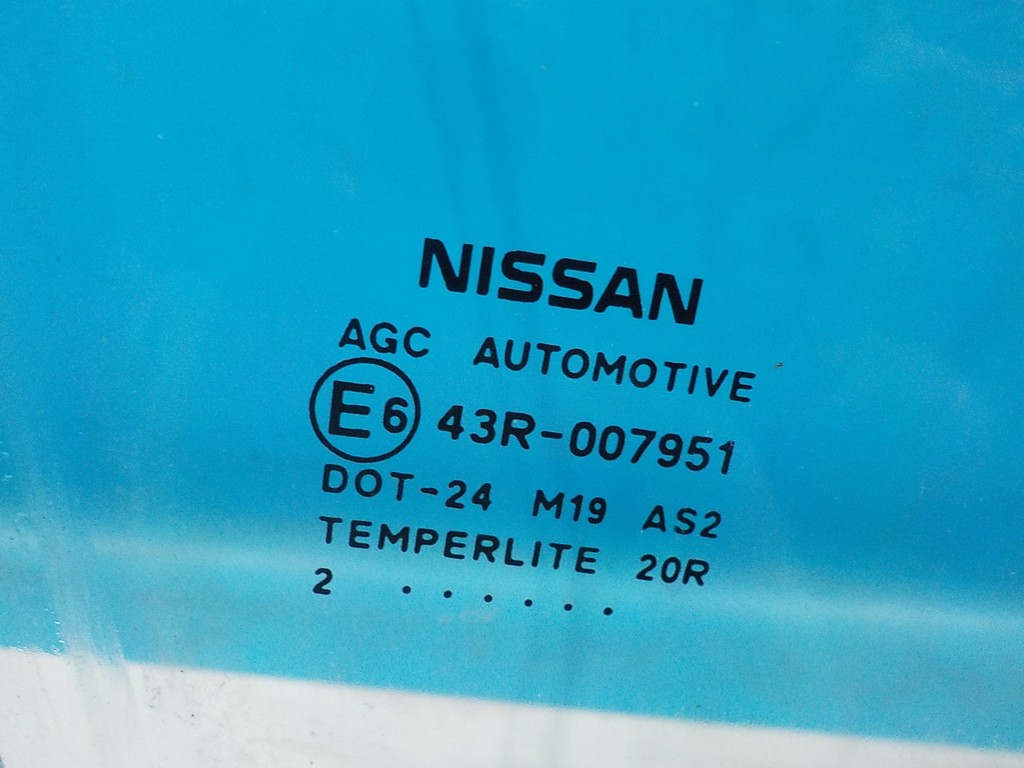 NISSAN
AGC AUTOMOTIVE
E6 43R-007951
DOT-24 M19 AS2
TEMPERLITE 20R
2 . . . . . .